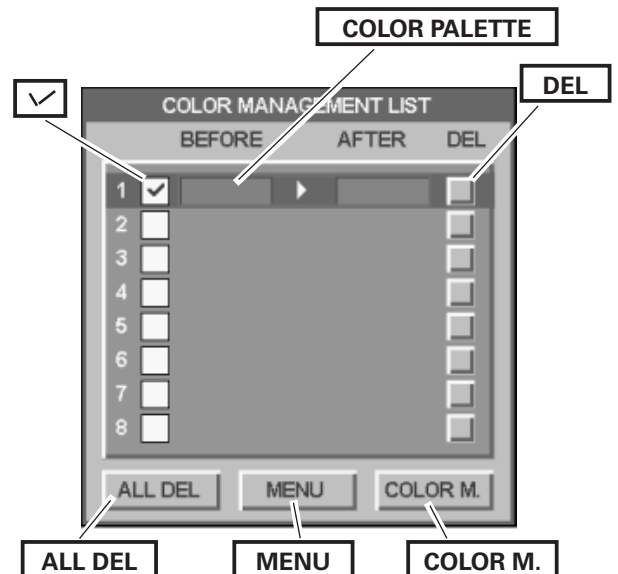 COLOR PALETTE
DEL
COLOR MANAGEMENT LIST
BEFORE AFTER DEL
1
2
3
4
5
6
7
8
ALL DEL MENU COLOR M.
ALL DEL MENU COLOR M.